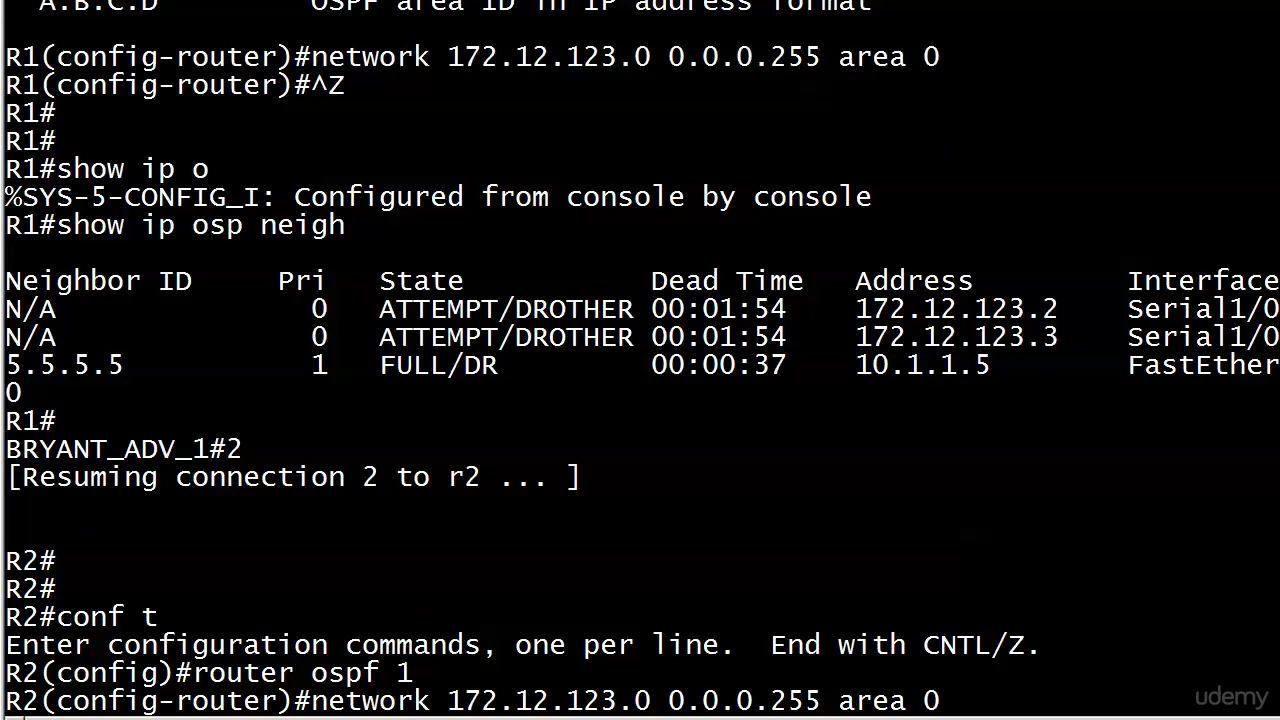 A.B.C.D OSPF area ID in IP address format
R1(config-router)#network 172.12.123.0 0.0.0.255 area 0
R1(config-router)#^Z
R1#
R1#
R1#show ip o
%SYS-5-CONFIG_I: Configured from console by console
R1#show ip osp neigh
Neighbor ID Pri State Dead Time Address Interface
N/A 0 ATTEMPT/DROTHER 00:01:54 172.12.123.2 Serial1/0
N/A 0 ATTEMPT/DROTHER 00:01:54 172.12.123.3 Serial1/0
5.5.5.5 1 FULL/DR 00:00:37 10.1.1.5 FastEther
0
R1#
BRYANT_ADV_1#2
[Resuming connection 2 to r2 ... ]
R2#
R2#
R2#conf t
Enter configuration commands, one per line. End with CNTL/Z.
R2(config)#router ospf 1
R2(config-router)#network 172.12.123.0 0.0.0.255 area 0
udemy